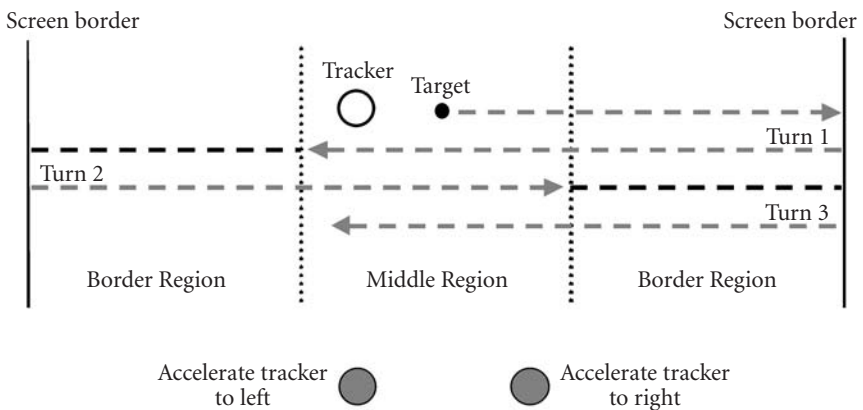 Screen border
Screen border
Tracker
Target
Turn 1
Turn 2
Turn 3
Border Region
Middle Region
Border Region
Accelerate tracker
to left
Accelerate tracker
to right